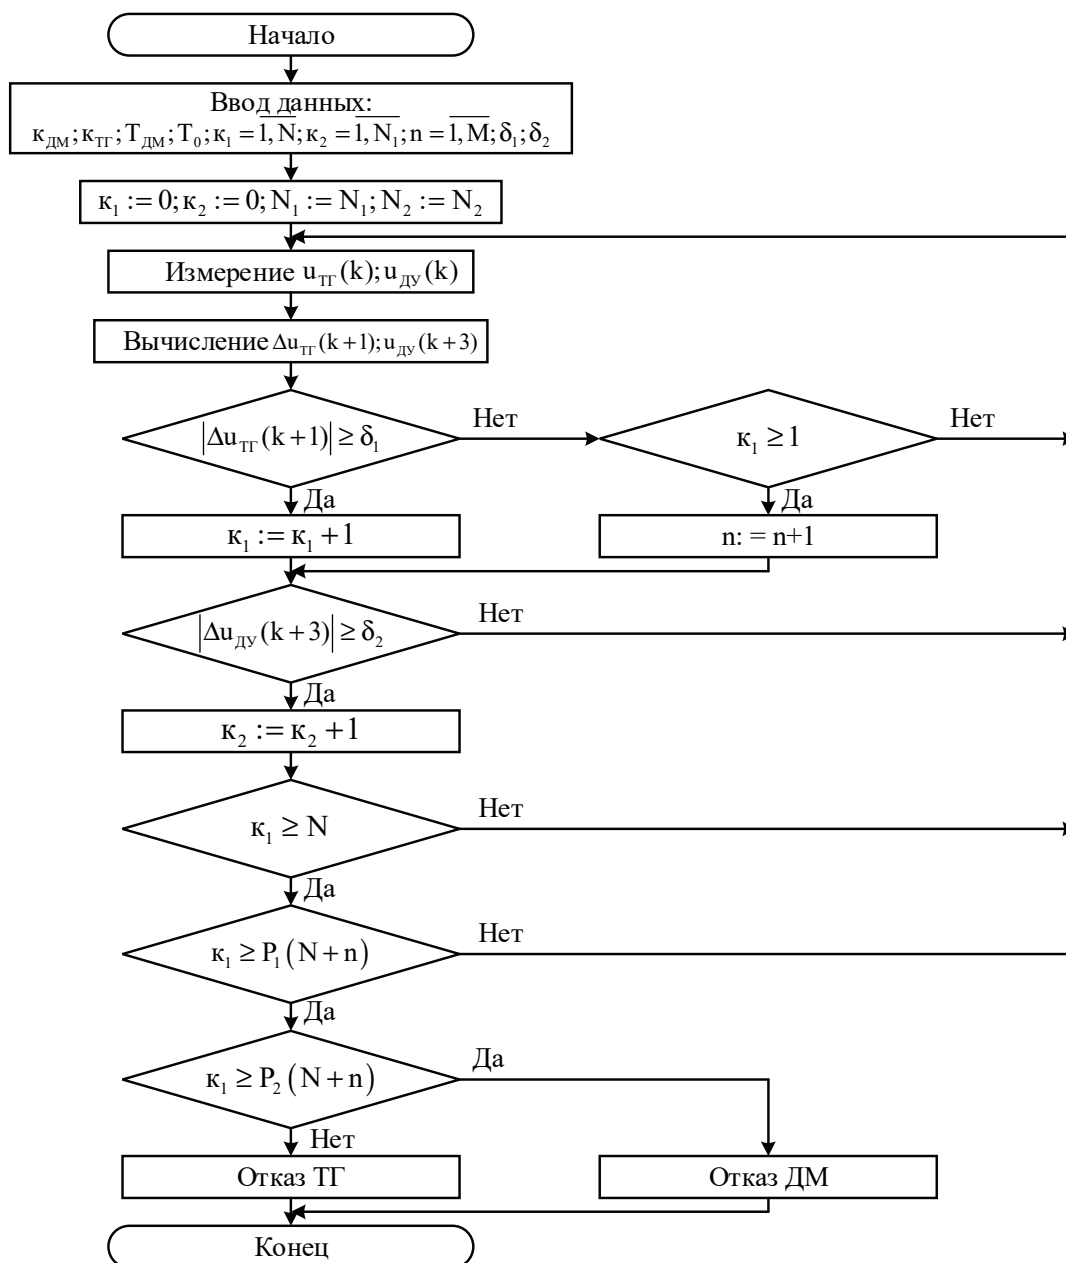 Начало
Ввод данных:
к_ДМ; к_ТГ; T_ДМ; T_0; к_1 = \overline{1, N}; к_2 = \overline{1, N_1}; n = \overline{1, M}; δ_1; δ_2
к_1 := 0; к_2 := 0; N_1 := N_1; N_2 := N_2
Измерение u_ТГ(k); u_ДУ(k)
Вычисление Δu_ТГ(k+1); u_ДУ(k+3)
|Δu_ТГ(k+1)| ≥ δ_1
Нет
к_1 ≥ 1
Нет
Да
Да
к_1 := к_1 + 1
n: = n+1
|Δu_ДУ(k+3)| ≥ δ_2
Нет
Да
к_2 := к_2 + 1
к_1 ≥ N
Нет
Да
к_1 ≥ P_1(N+n)
Нет
Да
к_1 ≥ P_2(N+n)
Да
Нет
Отказ ТГ
Отказ ДМ
Конец